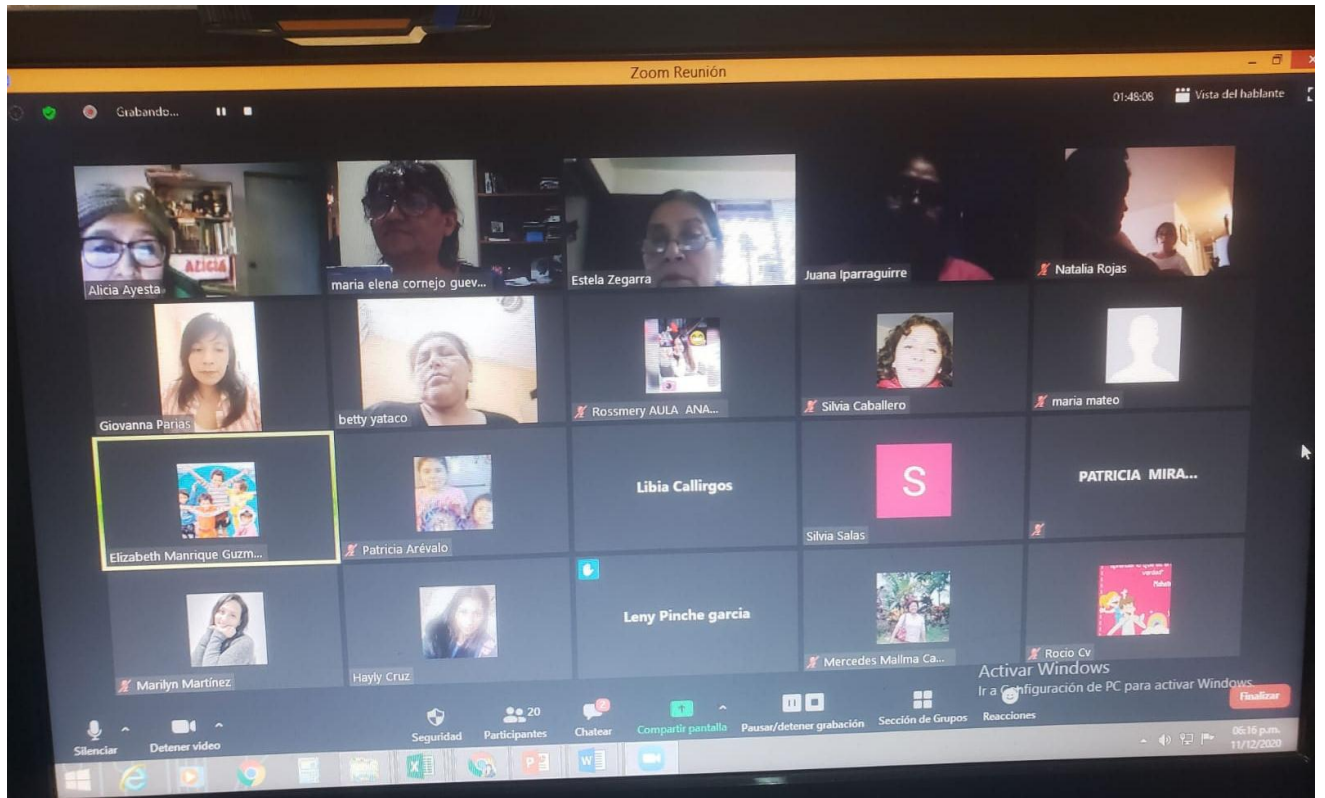 Zoom Reunión
Grabando...
01:48:08 Vista del hablante
ALICIA
Alicia Ayesta
maria elena cornejo guev...
Estela Zegarra
Juana Iparraguirre
Natalia Rojas
Giovanna Parias
betty yataco
Rossmery AULA ANA...
Silvia Caballero
maria mateo
Elizabeth Manrique Guzm...
Patricia Arévalo
Libia Callirgos
S
Silvia Salas
PATRICIA MIRA...
Marilyn Martínez
Hayly Cruz
Leny Pinche garcia
Mercedes Mallma Ca...
verdad"
Rocio Cv
Activar Windows
Ir a Configuración de PC para activar Windows.
Silenciar
Detener video
Seguridad
20
Participantes
2
Chatear
Compartir pantalla
Pausar/detener grabación
Sección de Grupos
Reacciones
Finalizar
06:16 p.m.
11/12/2020